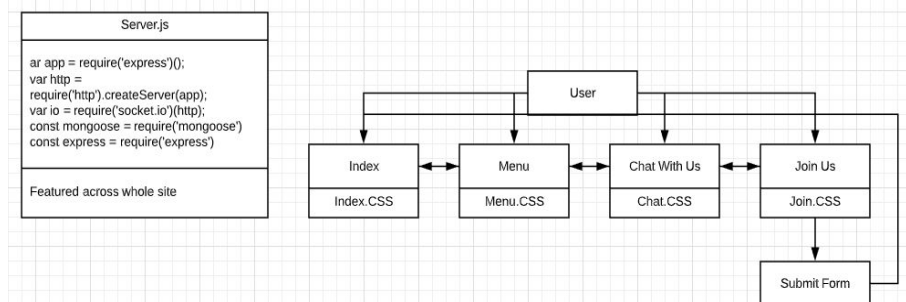 Server.js
ar app = require('express')();
var http =
require('http').createServer(app);
var io = require('socket.io')(http);
const mongoose = require('mongoose')
const express = require('express')
Featured across whole site
User
Index
Menu
Chat With Us
Join Us
Index.CSS
Menu.CSS
Chat.CSS
Join.CSS
Submit Form